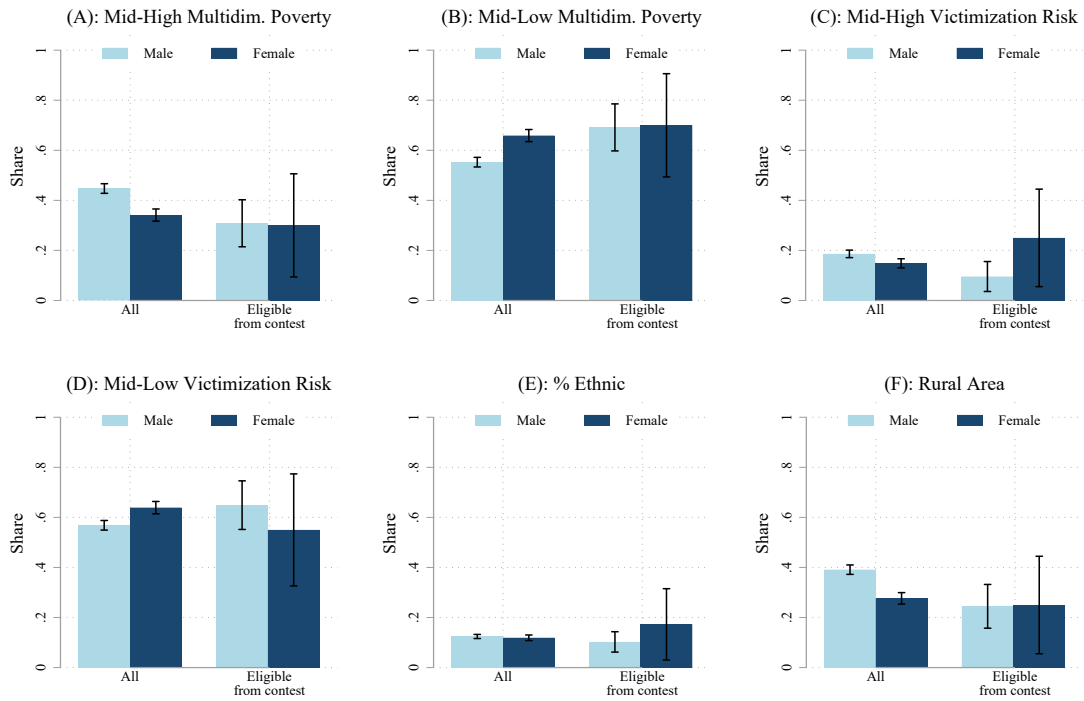 (A): Mid-High Multidim. Poverty
Male Female
Share
1
.8
.6
.4
.2
0
All
Eligible
from contest
(B): Mid-Low Multidim. Poverty
Male Female
Share
1
.8
.6
.4
.2
0
All
Eligible
from contest
(C): Mid-High Victimization Risk
Male Female
Share
1
.8
.6
.4
.2
0
All
Eligible
from contest
(D): Mid-Low Victimization Risk
Male Female
Share
1
.8
.6
.4
.2
0
All
Eligible
from contest
(E): % Ethnic
Male Female
Share
1
.8
.6
.4
.2
0
All
Eligible
from contest
(F): Rural Area
Male Female
Share
1
.8
.6
.4
.2
0
All
Eligible
from contest